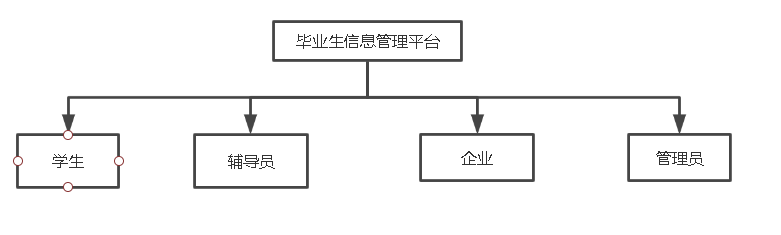 毕业生信息管理平台
学生
辅导员
企业
管理员